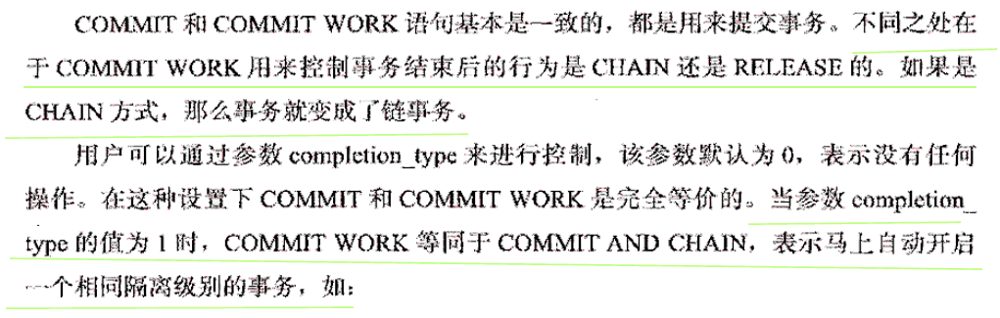 COMMIT 和 COMMIT WORK 语句基本是一致的，都是用来提交事务。不同之处在
于 COMMIT WORK 用来控制事务结束后的行为是 CHAIN 还是 RELEASE 的。如果是
CHAIN 方式，那么事务就变成了链事务。
用户可以通过参数 completion_type 来进行控制，该参数默认为 0，表示没有任何
操作。在这种设置下 COMMIT 和 COMMIT WORK 是完全等价的。当参数 completion_
type 的值为 1 时，COMMIT WORK 等同于 COMMIT AND CHAIN，表示马上自动开启
一个相同隔离级别的事务，如：